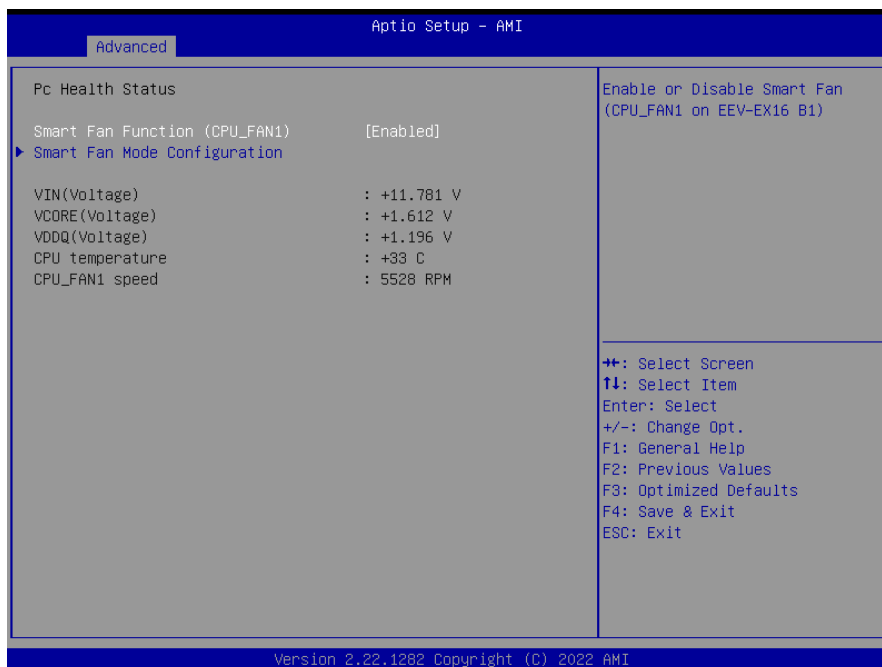 Aptio Setup – AMI
Advanced
Pc Health Status
Smart Fan Function (CPU_FAN1) [Enabled]
Smart Fan Mode Configuration
VIN(Voltage) : +11.781 V
VCORE(Voltage) : +1.612 V
VDDQ(Voltage) : +1.196 V
CPU temperature : +33 C
CPU_FAN1 speed : 5528 RPM
Enable or Disable Smart Fan
(CPU_FAN1 on EEV-EX16 B1)
→←: Select Screen
↑↓: Select Item
Enter: Select
+/-: Change Opt.
F1: General Help
F2: Previous Values
F3: Optimized Defaults
F4: Save & Exit
ESC: Exit
Version 2.22.1282 Copyright (C) 2022 AMI